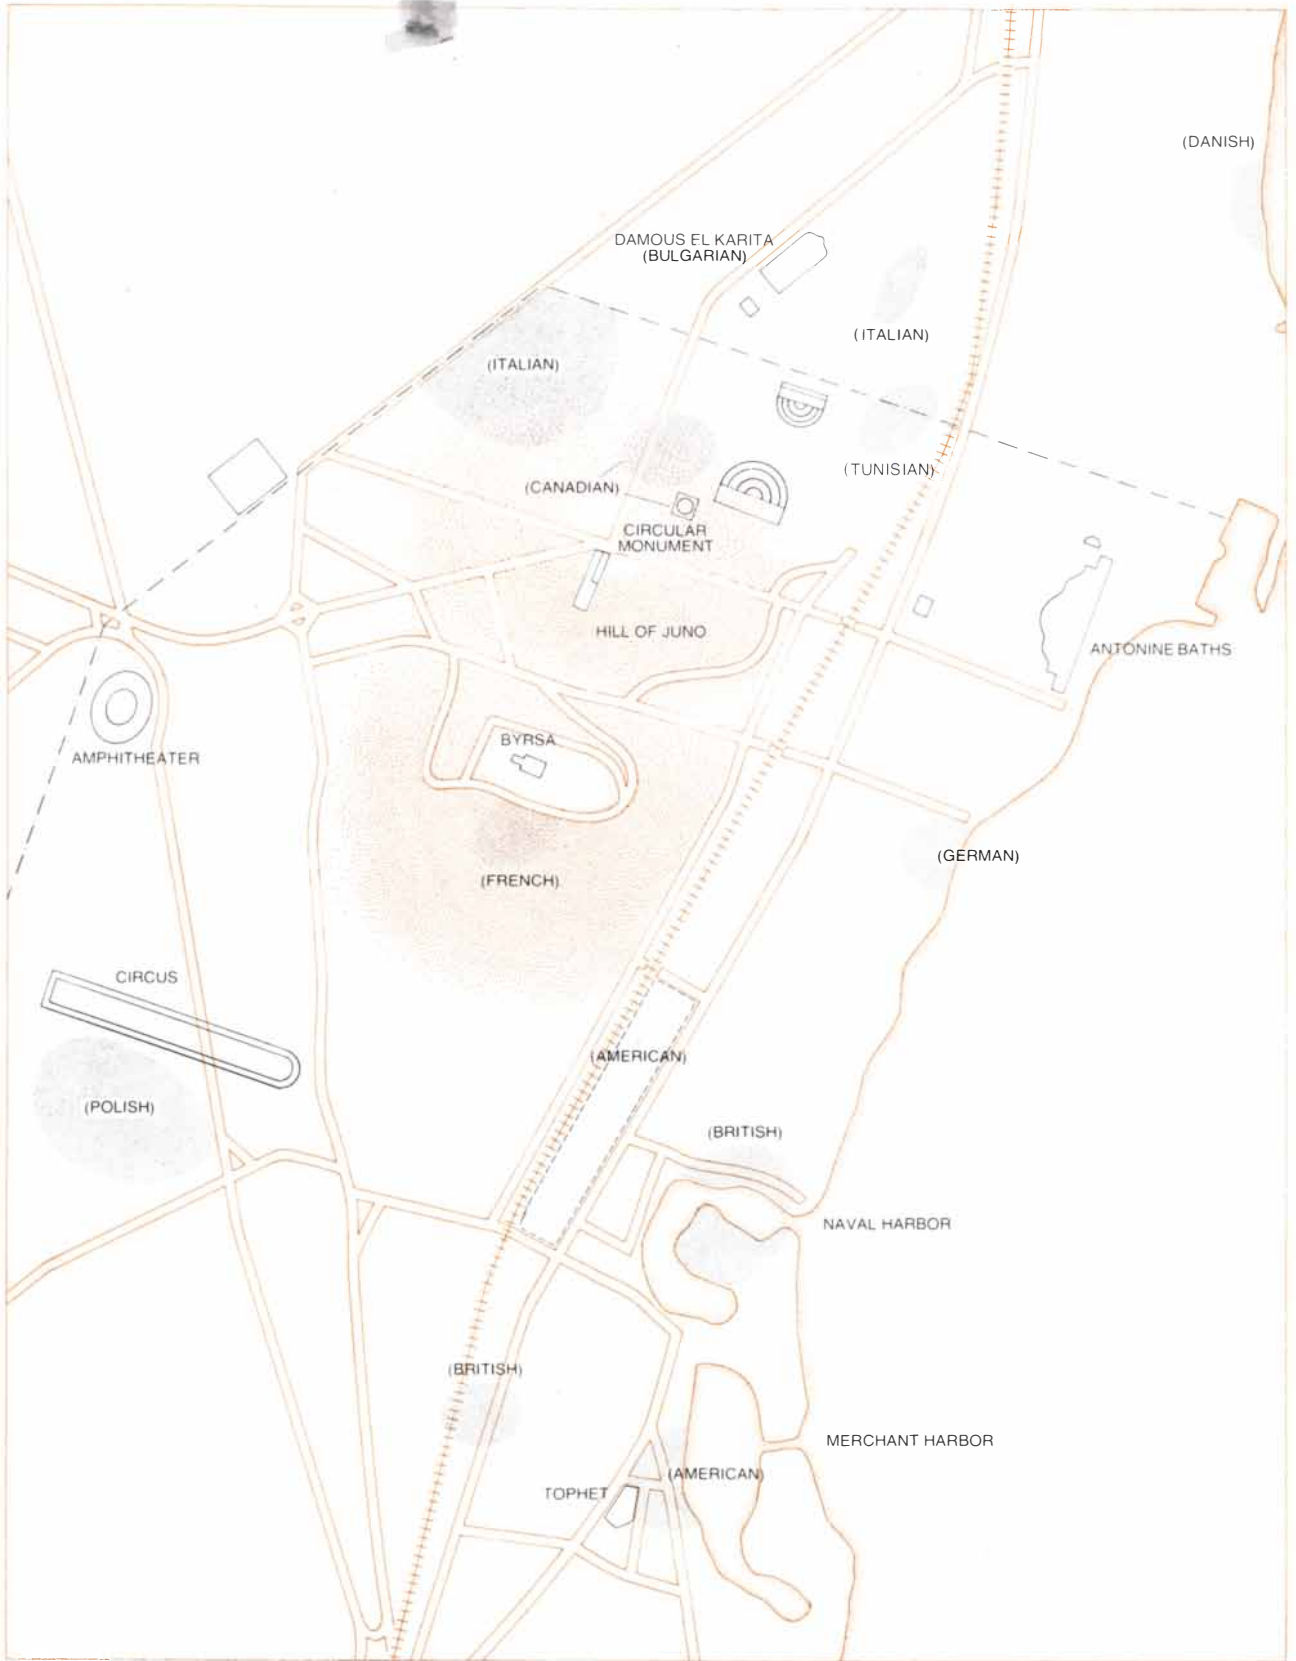 (DANISH)
DAMOUS EL KARITA
(BULGARIAN)
(ITALIAN)
(ITALIAN)
(TUNISIAN)
(CANADIAN)
CIRCULAR
MONUMENT
HILL OF JUNO
ANTONINE BATHS
BYRSA
AMPHITHEATER
(GERMAN)
(FRENCH)
CIRCUS
(AMERICAN)
(POLISH)
(BRITISH)
NAVAL HARBOR
(BRITISH)
MERCHANT HARBOR
(AMERICAN)
TOPHET